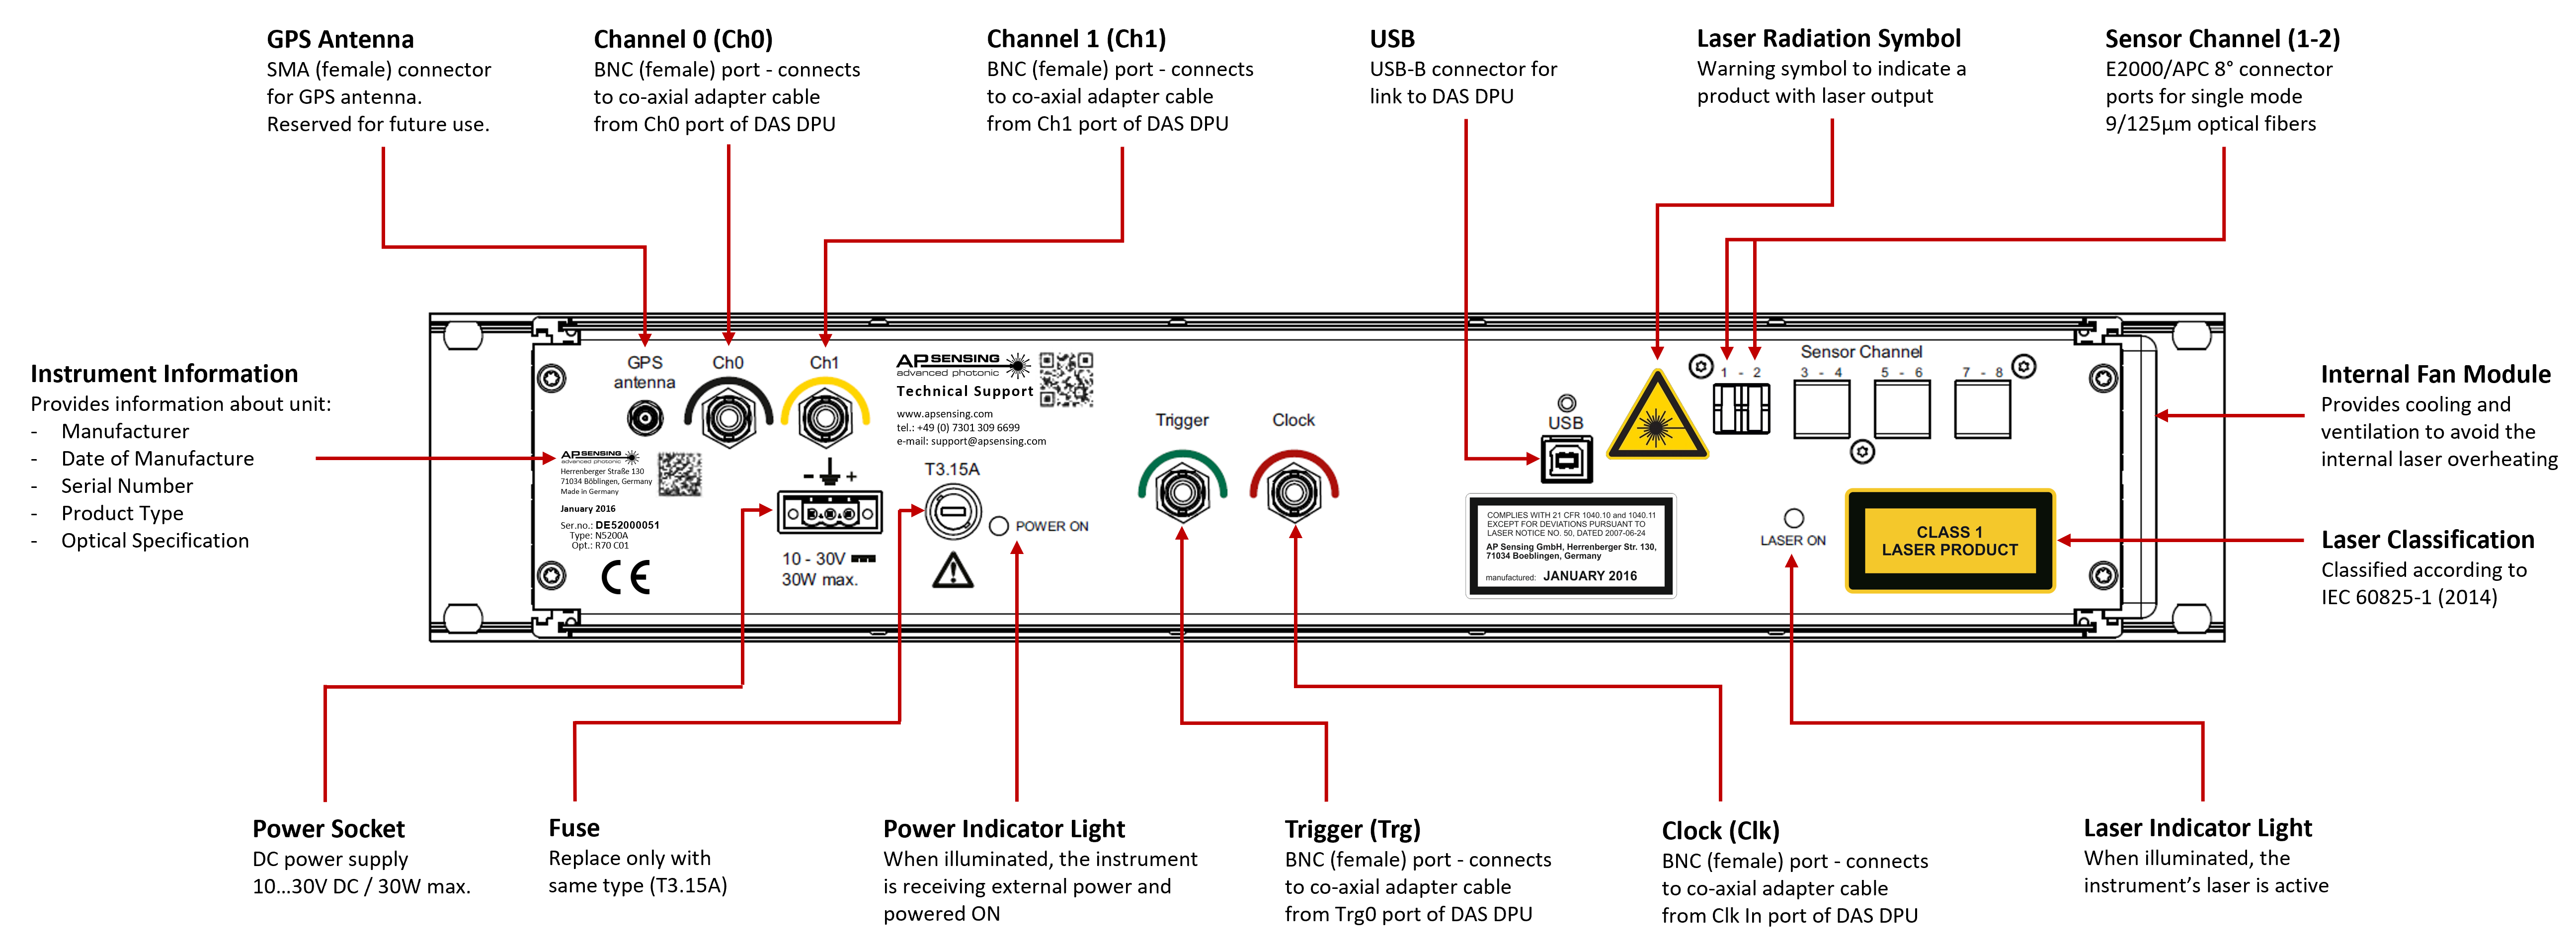 GPS Antenna
SMA (female) connector
for GPS antenna.
Reserved for future use.
Channel 0 (Ch0)
BNC (female) port - connects
to co-axial adapter cable
from Ch0 port of DAS DPU
Channel 1 (Ch1)
BNC (female) port - connects
to co-axial adapter cable
from Ch1 port of DAS DPU
USB
USB-B connector for
link to DAS DPU
Laser Radiation Symbol
Warning symbol to indicate a
product with laser output
Sensor Channel (1-2)
E2000/APC 8° connector
ports for single mode
9/125µm optical fibers
Instrument Information
Provides information about unit:
- Manufacturer
- Date of Manufacture
- Serial Number
- Product Type
- Optical Specification
GPS
antenna
Ch0
Ch1
AP SENSING
advanced photonic
Technical Support
www.apsensing.com
tel.: +49 (0) 7301 309 6699
e-mail: support@apsensing.com
AP SENSING
advanced photonic
Herrenberger Straße 130
71034 Böblingen, Germany
Made in Germany
January 2016
Ser.no.: DE52000051
Type: N5200A
Opt.: R70 C01
CE
- +
10 - 30V
30W max.
T3.15A
POWER ON
Trigger
Clock
USB
Sensor Channel
1 - 2
3 - 4
5 - 6
7 - 8
COMPLIES WITH 21 CFR 1040.10 and 1040.11
EXCEPT FOR DEVIATIONS PURSUANT TO
LASER NOTICE NO. 50, DATED 2007-06-24
AP Sensing GmbH, Herrenberger Str. 130,
71034 Boeblingen, Germany
manufactured: JANUARY 2016
LASER ON
CLASS 1
LASER PRODUCT
Internal Fan Module
Provides cooling and
ventilation to avoid the
internal laser overheating
Laser Classification
Classified according to
IEC 60825-1 (2014)
Power Socket
DC power supply
10...30V DC / 30W max.
Fuse
Replace only with
same type (T3.15A)
Power Indicator Light
When illuminated, the instrument
is receiving external power and
powered ON
Trigger (Trg)
BNC (female) port - connects
to co-axial adapter cable
from Trg0 port of DAS DPU
Clock (Clk)
BNC (female) port - connects
to co-axial adapter cable
from Clk In port of DAS DPU
Laser Indicator Light
When illuminated, the
instrument's laser is active